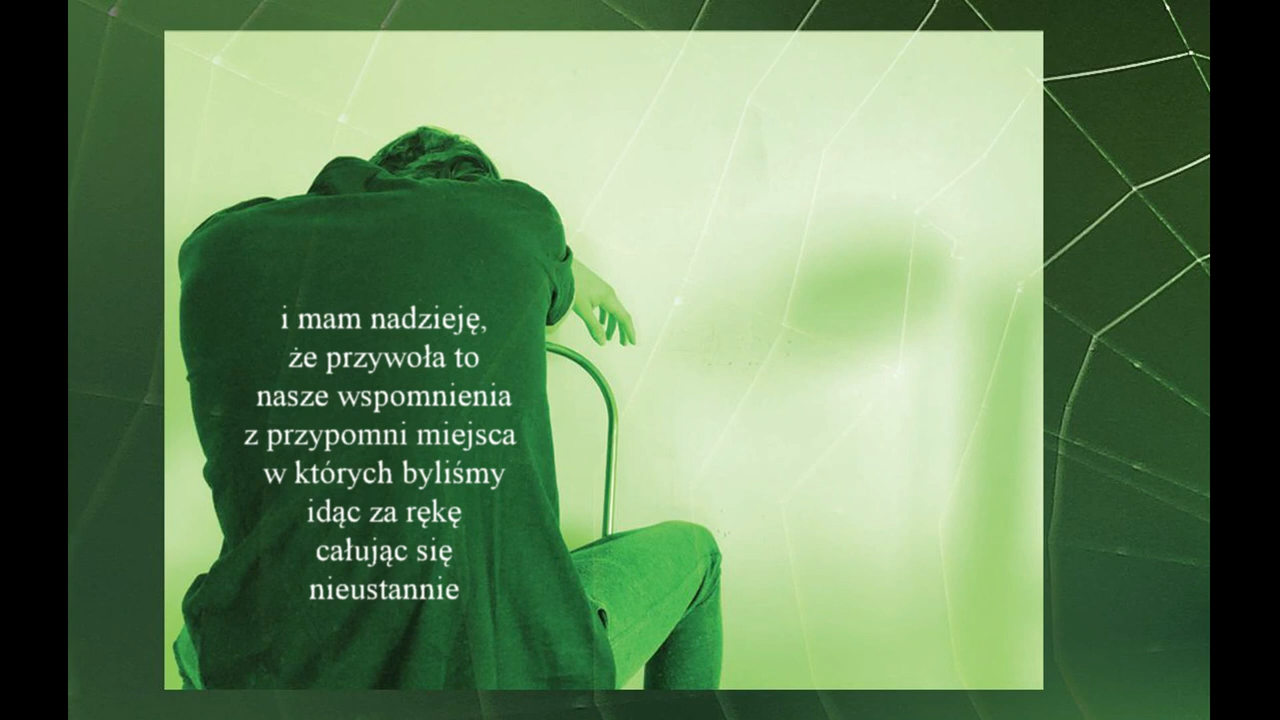 i mam nadzieję,
że przywoła to
nasze wspomnienia
z przypomni miejsca
w których byliśmy
idąc za rękę
całując się
nieustannie